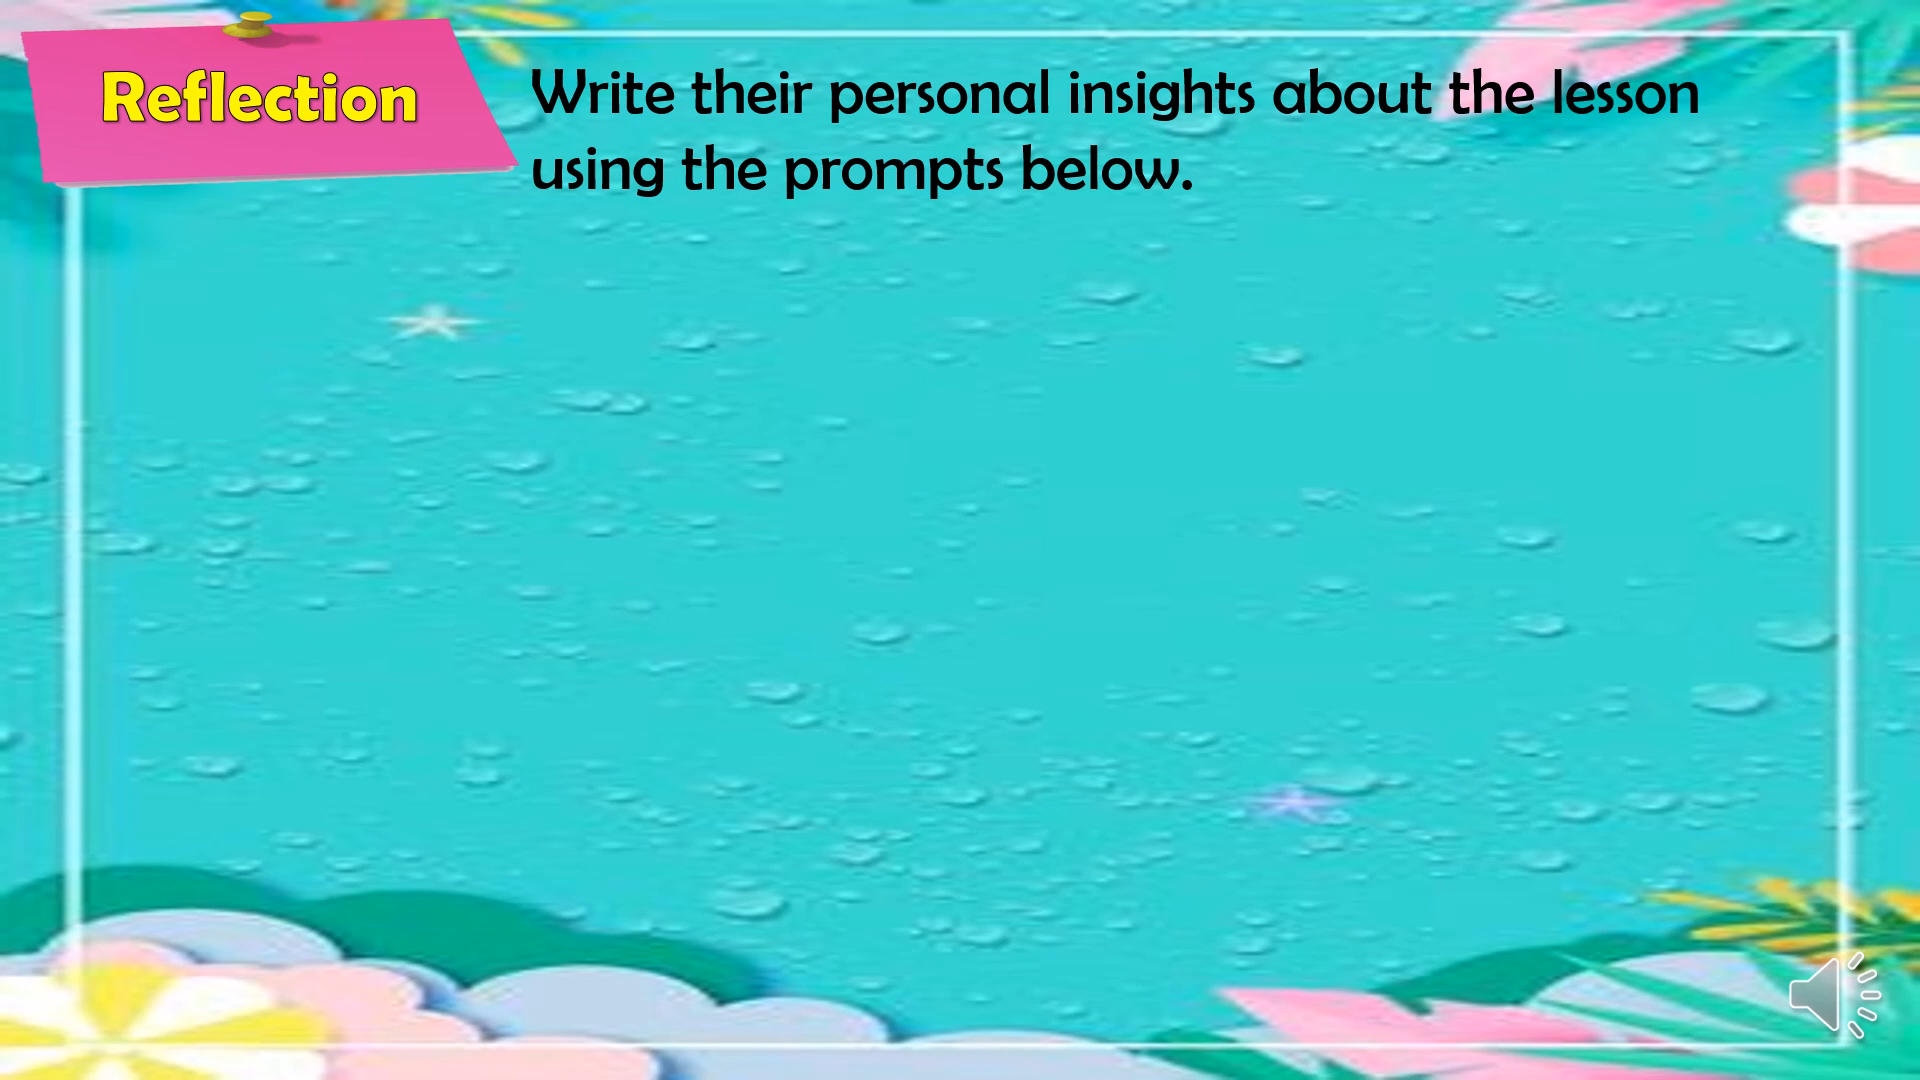 Reflection
Write their personal insights about the lesson
using the prompts below.